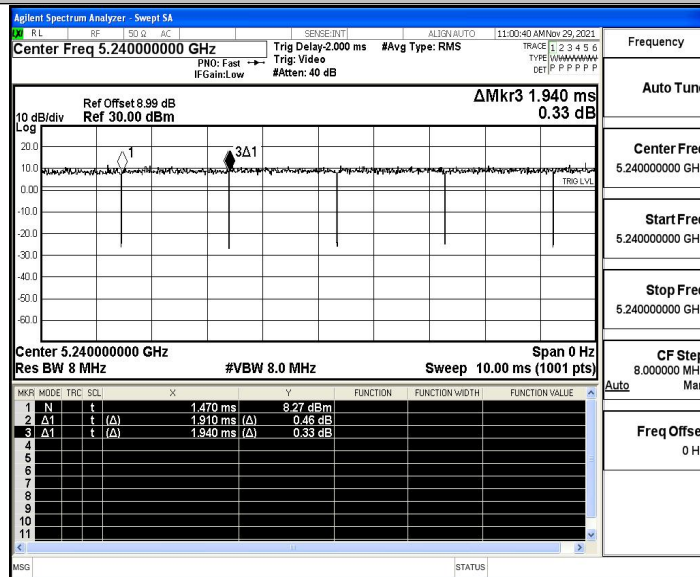 Agilent Spectrum Analyzer - Swept SA
RL RF 50 Ω AC SENSE:INT ALIGN AUTO 11:00:40 AM Nov 29, 2021
Center Freq 5.240000000 GHz
PNO: Fast
IFGain:Low
Trig Delay-2.000 ms
Trig: Video
#Atten: 40 dB
#Avg Type: RMS
TRACE 1 2 3 4 5 6
TYPE WWWWWW
DET P P P P P P
Frequency
Auto Tune
ΔMkr3 1.940 ms
0.33 dB
Ref Offset 8.99 dB
10 dB/div Ref 30.00 dBm
Log
20.0
10.0
0.00
-10.0
-20.0
-30.0
-40.0
-50.0
-60.0
1
3Δ1
TRIG LVL
Center Freq
5.240000000 GH
Start Freq
5.240000000 GH
Stop Freq
5.240000000 GH
Center 5.240000000 GHz Span 0 Hz
Res BW 8 MHz #VBW 8.0 MHz Sweep 10.00 ms (1001 pts)
CF Step
8.000000 MH
Auto Man
Freq Offse
0 H
MKR MODE TRC SCL X Y FUNCTION FUNCTION WIDTH FUNCTION VALUE
1 N t 1.470 ms 8.27 dBm
2 Δ1 t (Δ) 1.910 ms (Δ) 0.46 dB
3 Δ1 t (Δ) 1.940 ms (Δ) 0.33 dB
4
5
6
7
8
9
10
11
MSG STATUS